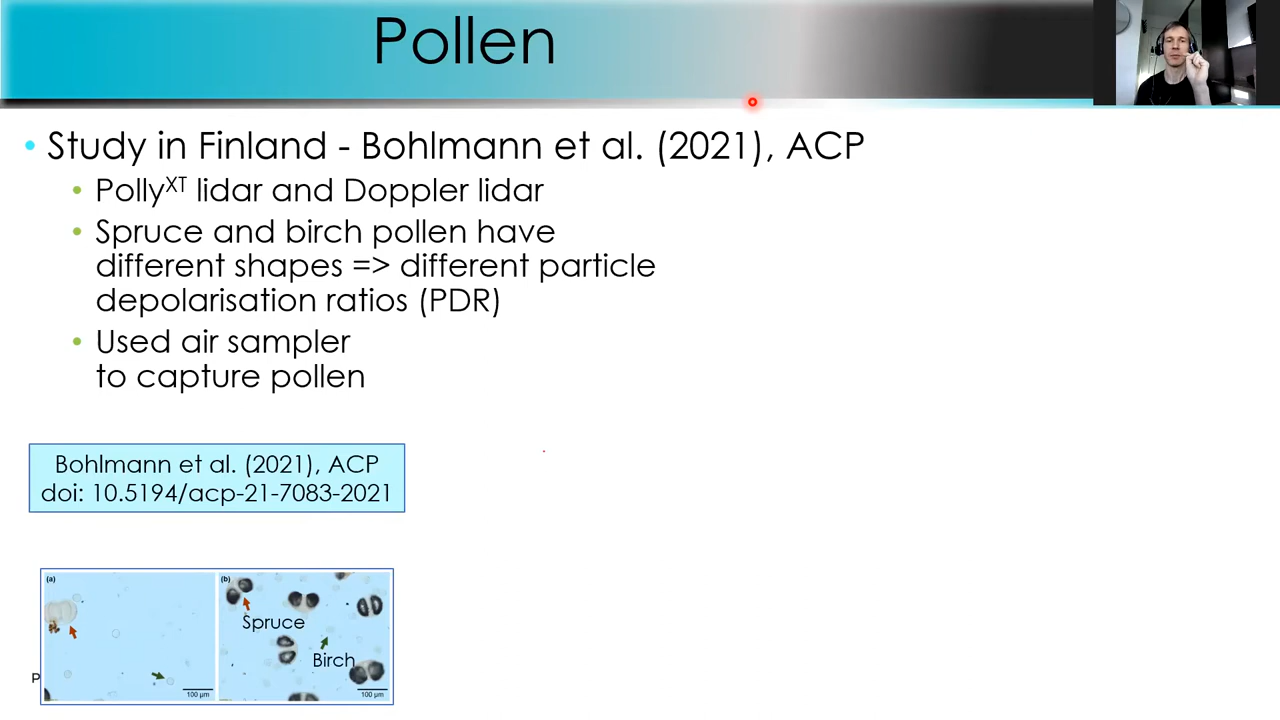 Pollen
• Study in Finland - Bohlmann et al. (2021), ACP
• Polly^XT lidar and Doppler lidar
• Spruce and birch pollen have
different shapes => different particle
depolarisation ratios (PDR)
• Used air sampler
to capture pollen
Bohlmann et al. (2021), ACP
doi: 10.5194/acp-21-7083-2021
(a)
(b)
Spruce
Birch
P
100 μm
100 μm